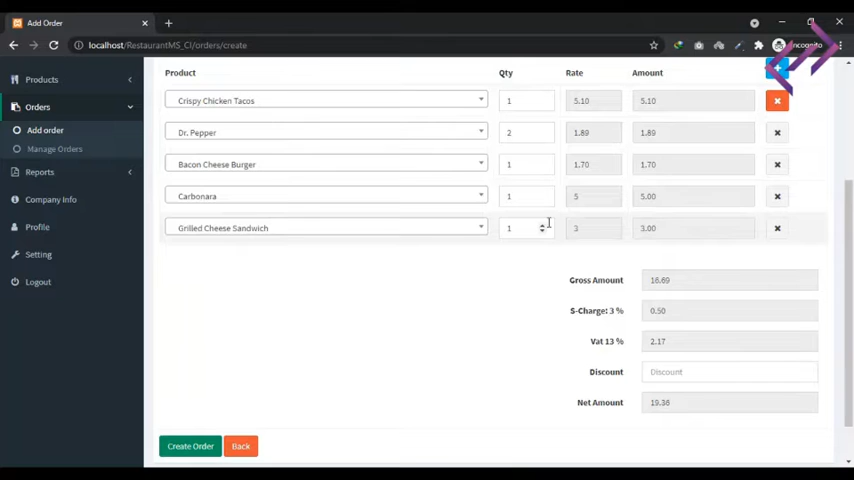 Add Order
localhost/RestaurantMS_CI/orders/create
Incognito
Products
Orders
Add order
Manage Orders
Reports
Company Info
Profile
Setting
Logout
Product Qty Rate Amount
Crispy Chicken Tacos 1 5.10 5.10
Dr. Pepper 2 1.89 1.89
Bacon Cheese Burger 1 1.70 1.70
Carbonara 1 5 5.00
Grilled Cheese Sandwich 1 3 3.00
Gross Amount 16.69
S-Charge: 3 % 0.50
Vat 13 % 2.17
Discount Discount
Net Amount 19.36
Create Order Back